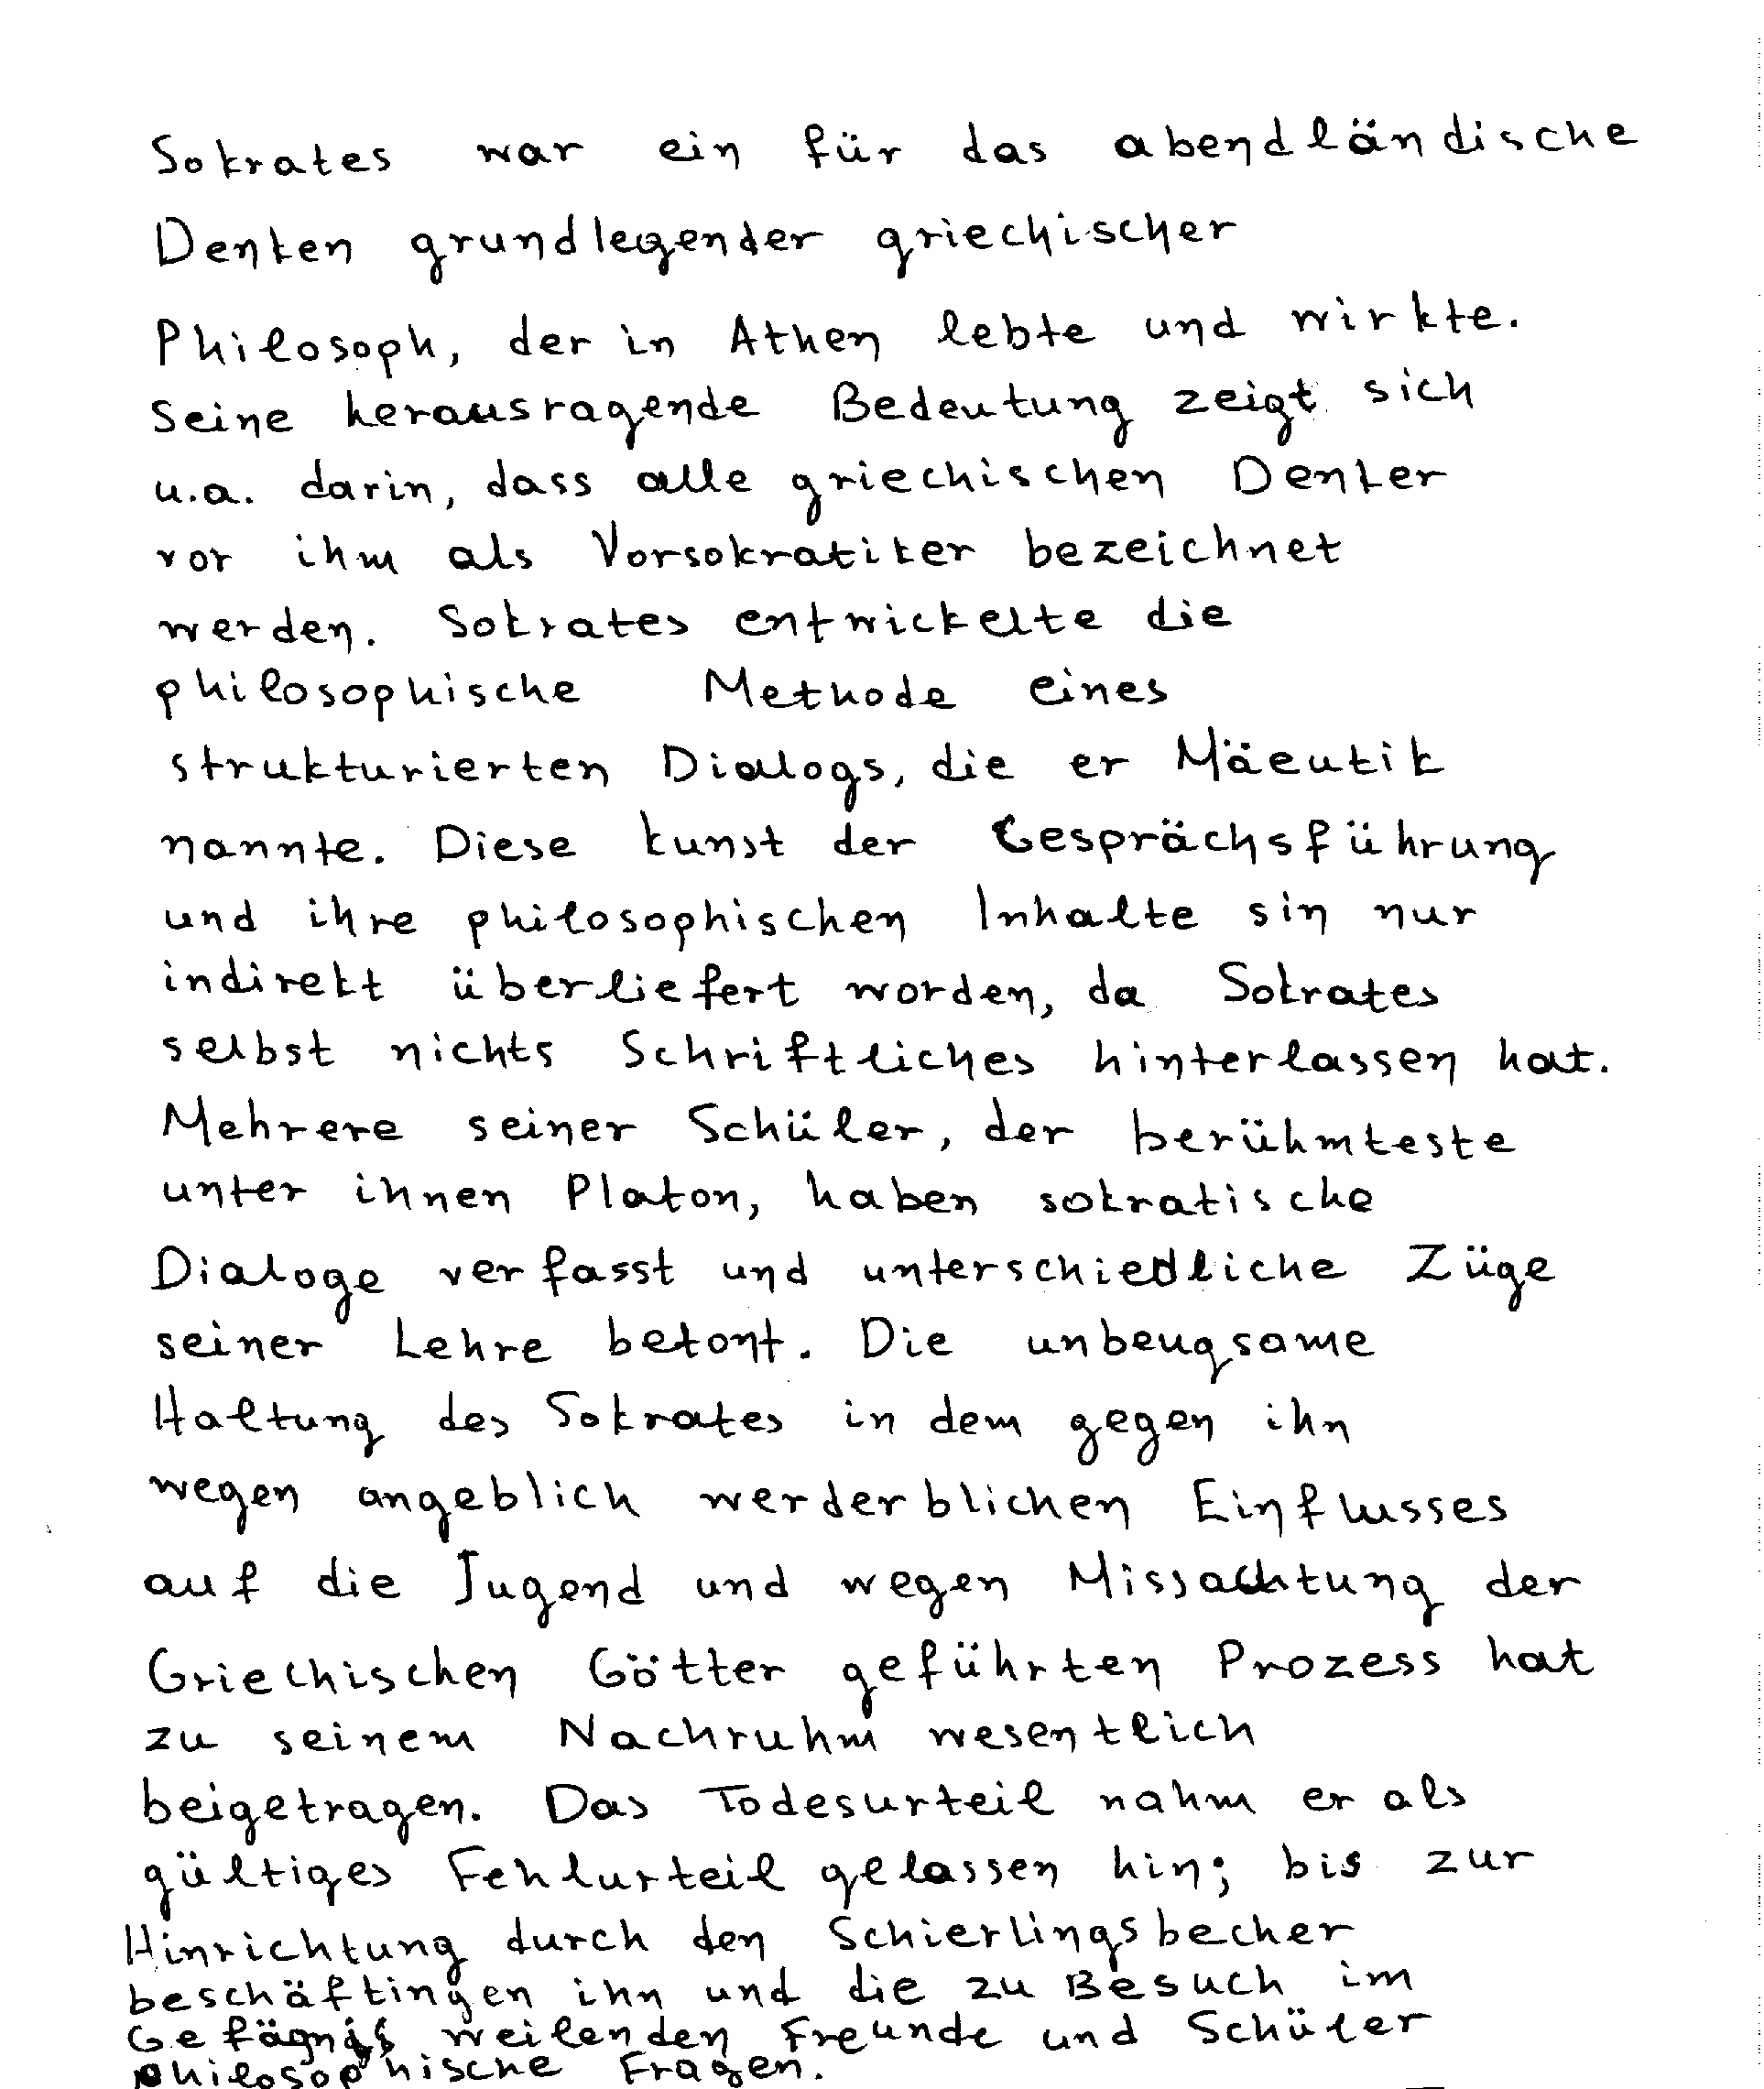 Sokrates war ein für das abendländische
Denken grundlegender griechischer
Philosoph, der in Athen lebte und wirkte.
Seine herausragende Bedeutung zeigt sich
u.a. darin, dass alle griechischen Denker
vor ihm als Vorsokratiker bezeichnet
werden. Sokrates entwickelte die
philosophische Methode eines
strukturierten Dialogs, die er Mäeutik
nannte. Diese kunst der Gesprächsführung
und ihre philosophischen Inhalte sin nur
indirekt überliefert worden, da Sokrates
selbst nichts Schriftliches hinterlassen hat.
Mehrere seiner Schüler, der berühmteste
unter ihnen Platon, haben sokratische
Dialoge verfasst und unterschiedliche Züge
seiner Lehre betont. Die unbeugsame
Haltung des Sokrates in dem gegen ihn
wegen angeblich werderblichen Einflusses
auf die Jugend und wegen Missachtung der
Griechischen Götter geführten Prozess hat
zu seinem Nachruhm wesentlich
beigetragen. Das Todesurteil nahm er als
gültiges Fehlurteil gelassen hin; bis zur
Hinrichtung durch den Schierlingsbecher
beschäftingen ihn und die zu Besuch im
Gefägnis weilenden Freunde und Schüler
philosophische Fragen.